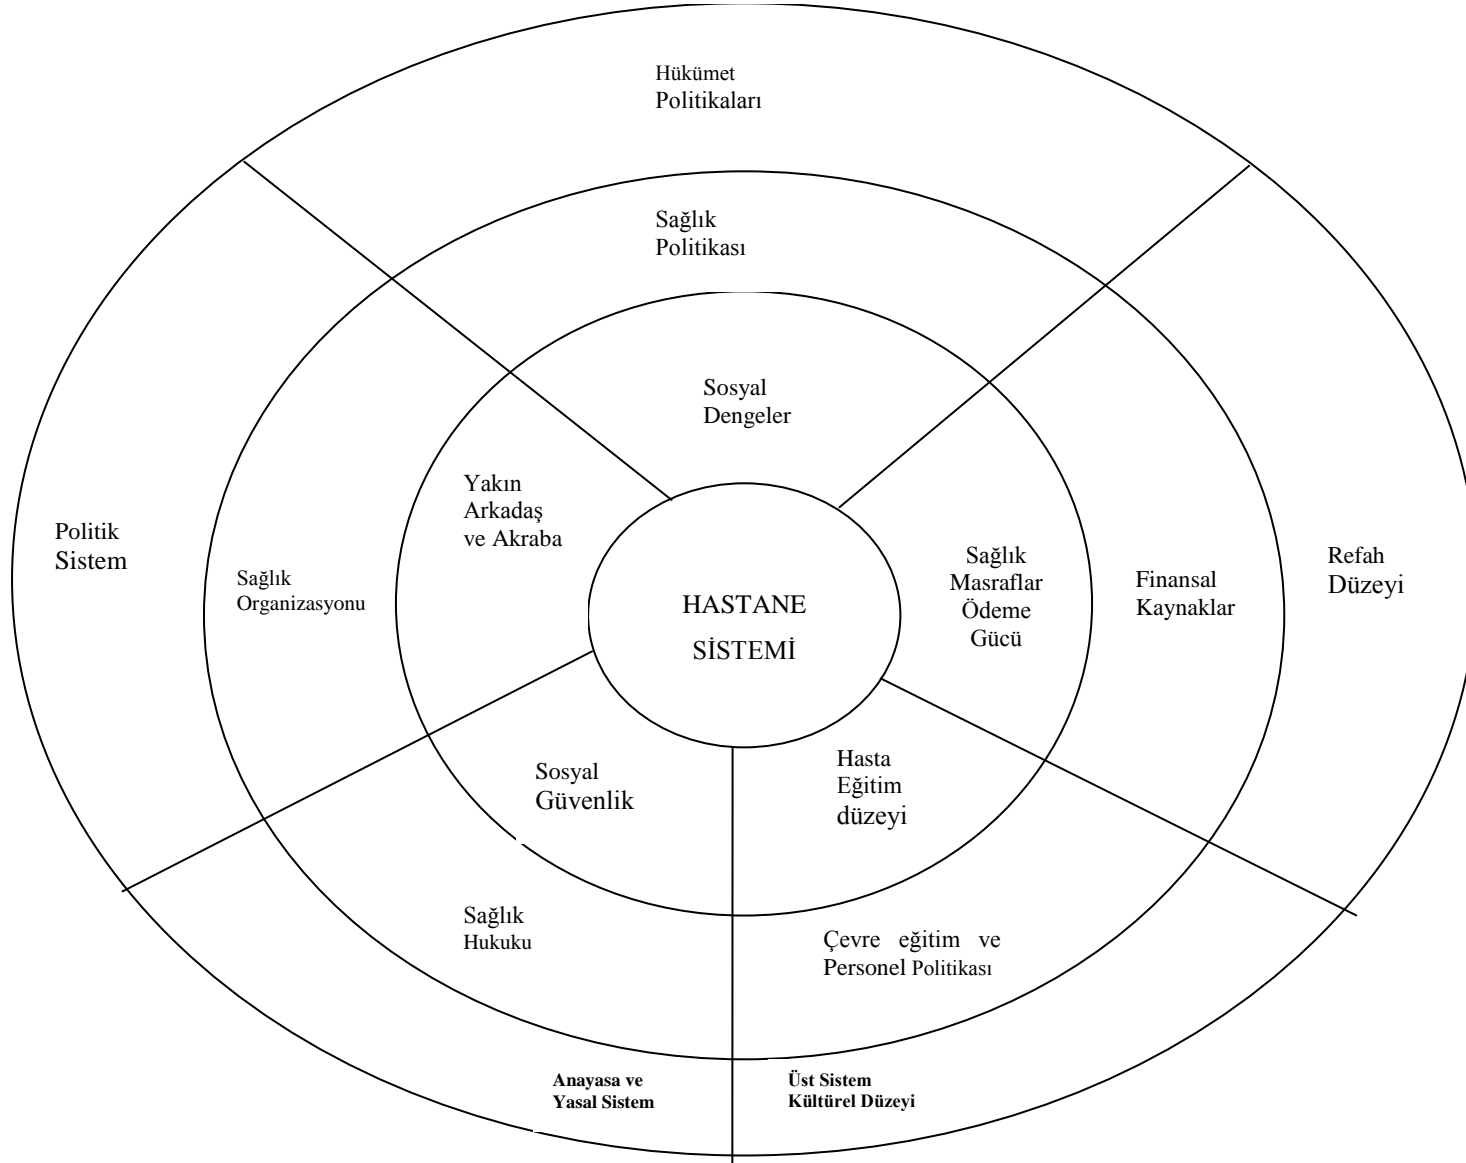 Hükümet
Politikaları
Sağlık
Politikası
Sosyal
Dengeler
Yakın
Arkadaş
ve Akraba
Politik
Sistem
Sağlık
Organizasyonu
HASTANE
SİSTEMİ
Sağlık
Masraflar
Ödeme
Gücü
Finansal
Kaynaklar
Refah
Düzeyi
Sosyal
Güvenlik
Hasta
Eğitim
düzeyi
Sağlık
Hukuku
Çevre eğitim ve
Personel Politikası
Anayasa ve
Yasal Sistem
Üst Sistem
Kültürel Düzeyi